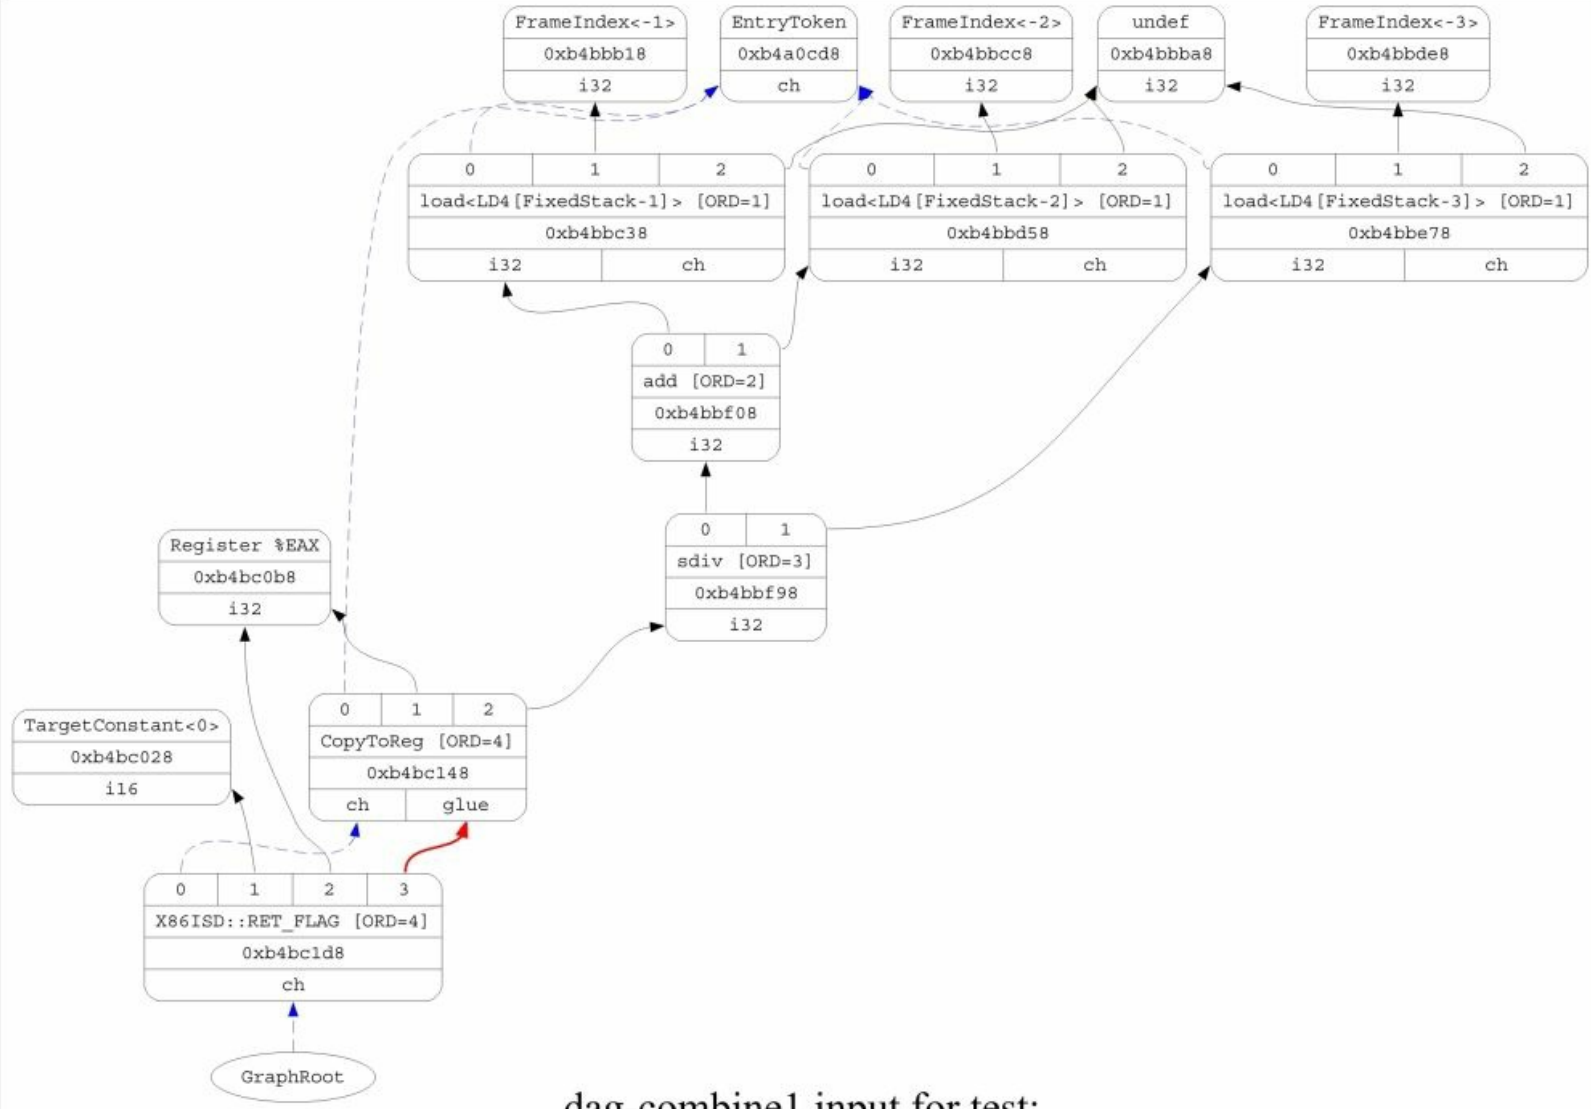 FrameIndex<-1>
0xb4bbb18
i32
EntryToken
0xb4a0cd8
ch
FrameIndex<-2>
0xb4bbcc8
i32
undef
0xb4bbba8
i32
FrameIndex<-3>
0xb4bbde8
i32
0 1 2
load<LD4[FixedStack-1]> [ORD=1]
0xb4bbc38
i32 ch
0 1 2
load<LD4[FixedStack-2]> [ORD=1]
0xb4bbd58
i32 ch
0 1 2
load<LD4[FixedStack-3]> [ORD=1]
0xb4bbe78
i32 ch
0 1
add [ORD=2]
0xb4bbf08
i32
0 1
sdiv [ORD=3]
0xb4bbf98
i32
Register %EAX
0xb4bc0b8
i32
0 1 2
CopyToReg [ORD=4]
0xb4bc148
ch glue
TargetConstant<0>
0xb4bc028
i16
0 1 2 3
X86ISD::RET_FLAG [ORD=4]
0xb4bc1d8
ch
GraphRoot
dag-combine1 input for test: